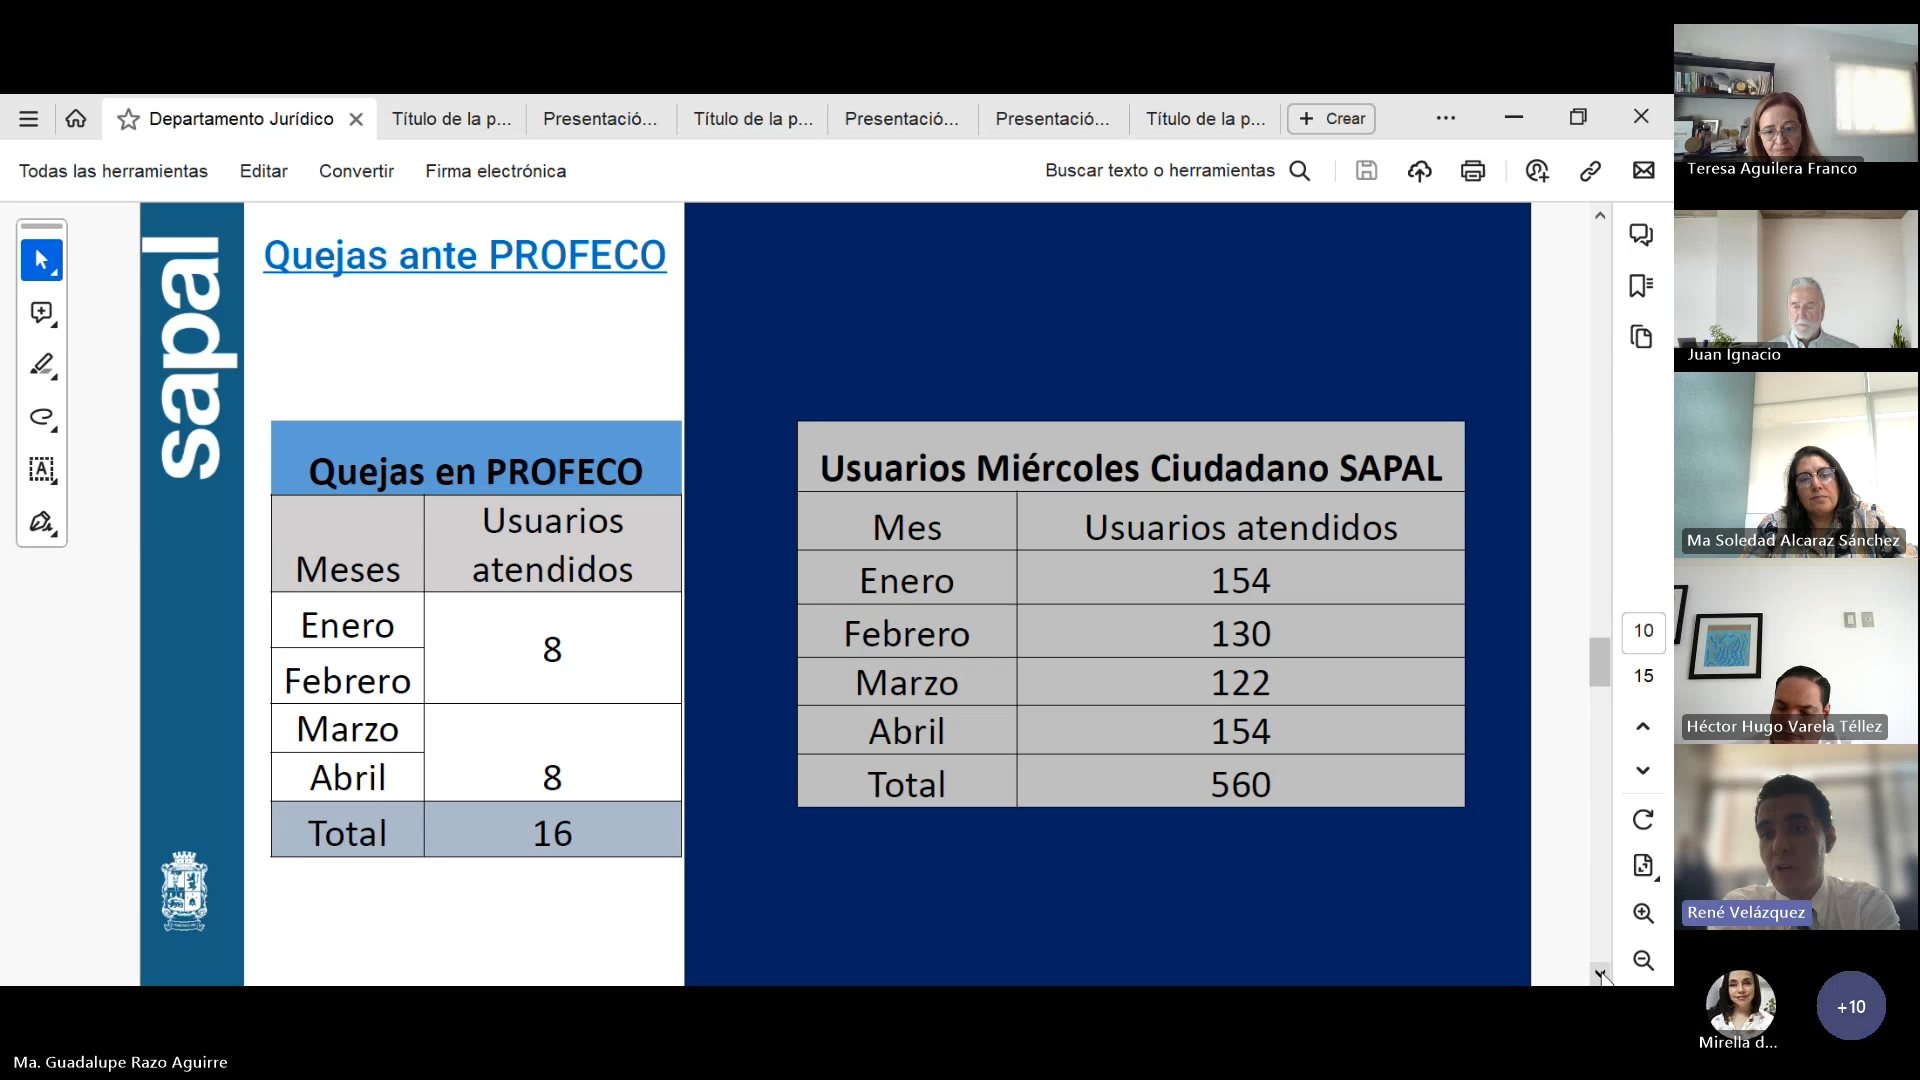 Departamento Jurídico
Título de la p...
Presentació...
Título de la p...
Presentació...
Presentació...
Título de la p...
+ Crear
Todas las herramientas
Editar
Convertir
Firma electrónica
Buscar texto o herramientas
sapal
Quejas ante PROFECO
Quejas en PROFECO
Meses
Usuarios
atendidos
Enero
8
Febrero
Marzo
Abril
8
Total
16
Usuarios Miércoles Ciudadano SAPAL
Mes
Usuarios atendidos
Enero
154
Febrero
130
Marzo
122
Abril
154
Total
560
10
15
Teresa Aguilera Franco
Juan Ignacio
Ma Soledad Alcaraz Sánchez
Héctor Hugo Varela Téllez
René Velázquez
Mirella d...
+10
Ma. Guadalupe Razo Aguirre